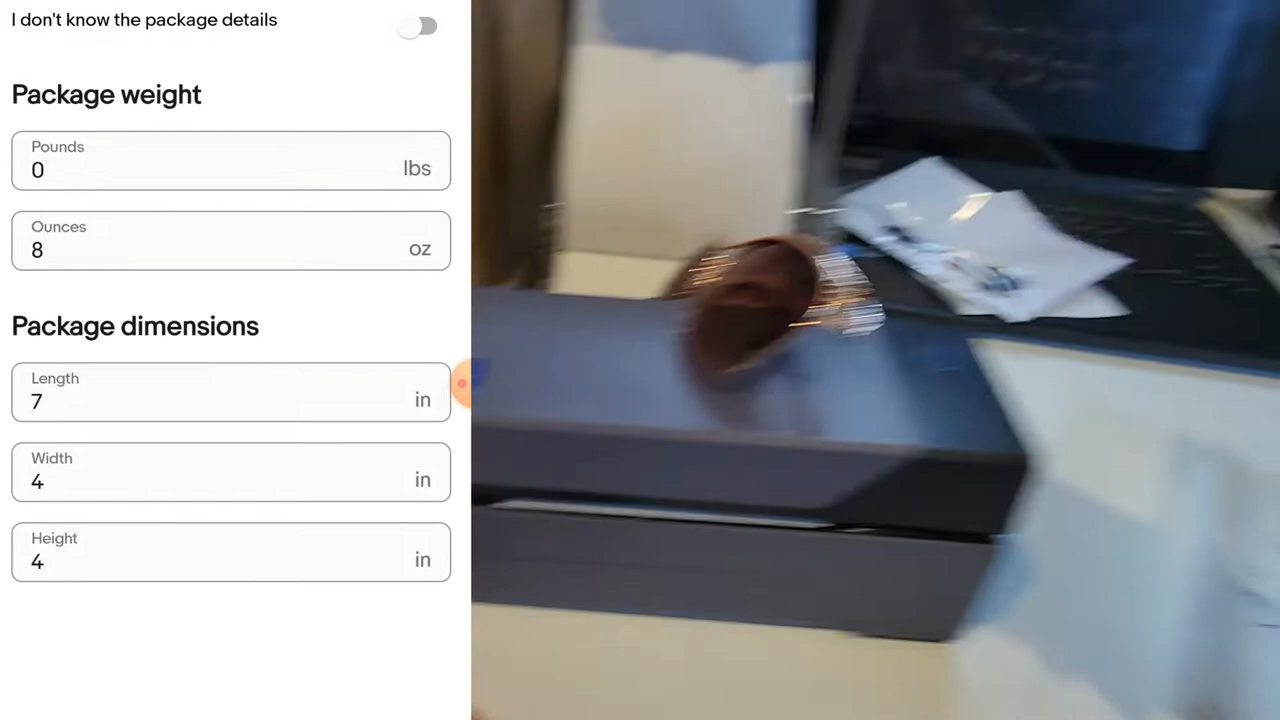 I don't know the package details
Package weight
Pounds
0 lbs
Ounces
8 oz
Package dimensions
Length
7 in
Width
4 in
Height
4 in